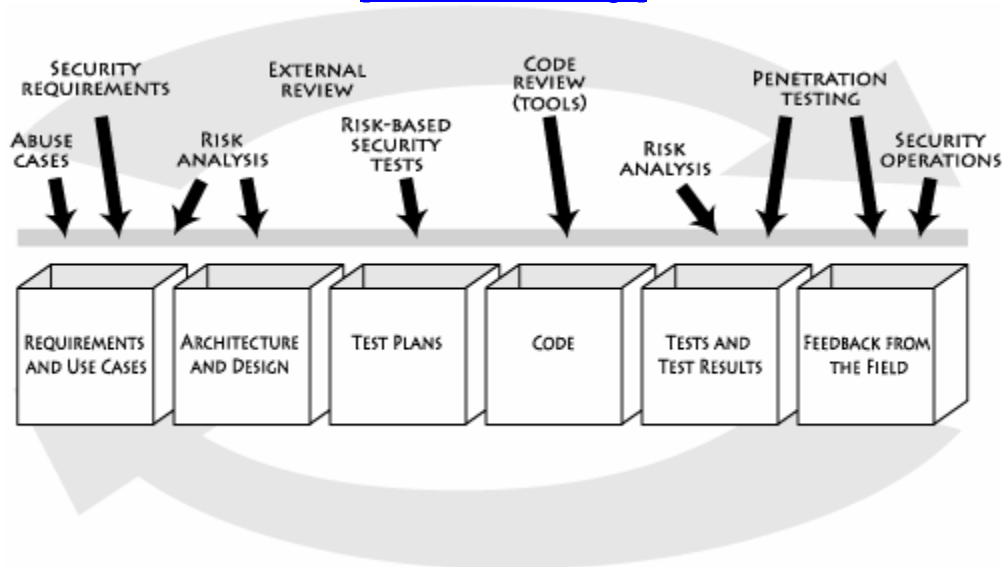 SECURITY
REQUIREMENTS
EXTERNAL
REVIEW
CODE
REVIEW
(TOOLS)
PENETRATION
TESTING
ABUSE
CASES
RISK
ANALYSIS
RISK-BASED
SECURITY
TESTS
RISK
ANALYSIS
SECURITY
OPERATIONS
REQUIREMENTS
AND USE CASES
ARCHITECTURE
AND DESIGN
TEST PLANS
CODE
TESTS AND
TEST RESULTS
FEEDBACK FROM
THE FIELD